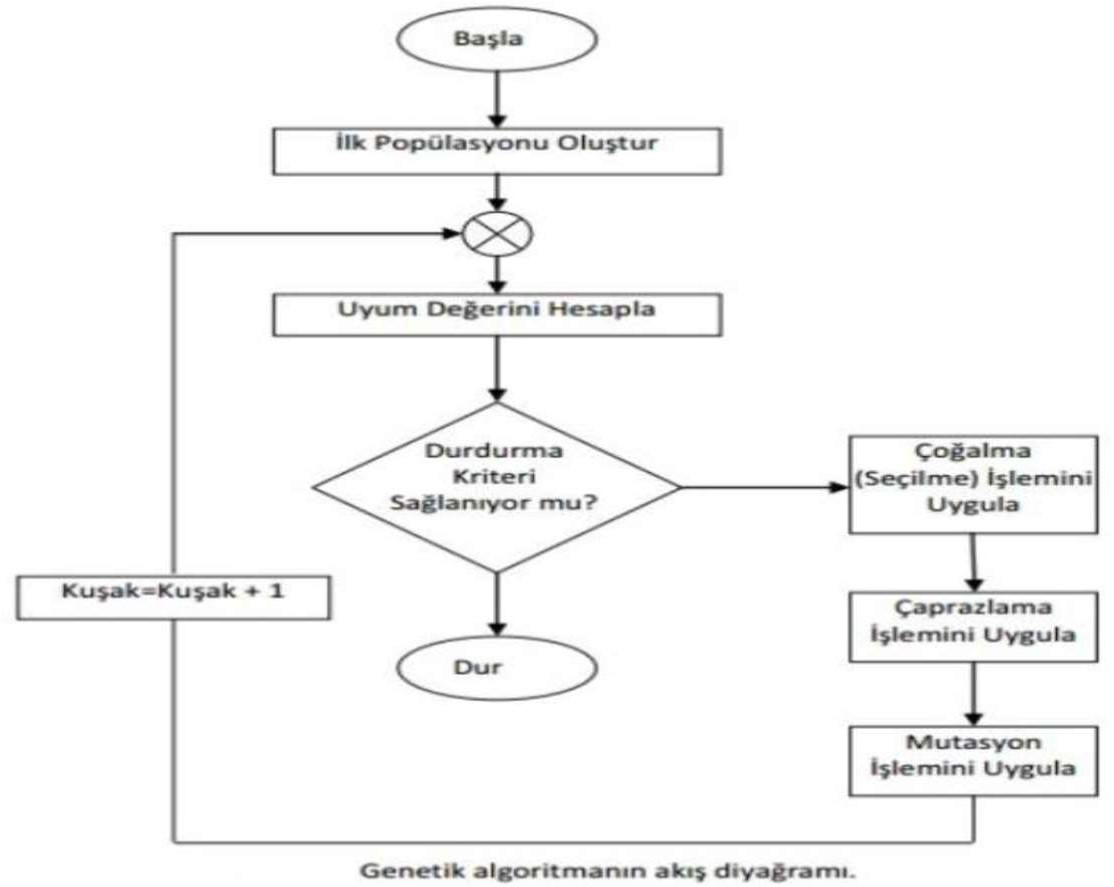 Başla
İlk Popülasyonu Oluştur
Uyum Değerini Hesapla
Durdurma
Kriteri
Sağlanıyor mu?
Çoğalma
(Seçilme) İşlemini
Uygula
Çaprazlama
İşlemini Uygula
Mutasyon
İşlemini Uygula
Kuşak=Kuşak + 1
Dur
Genetik algoritmanın akış diyağramı.